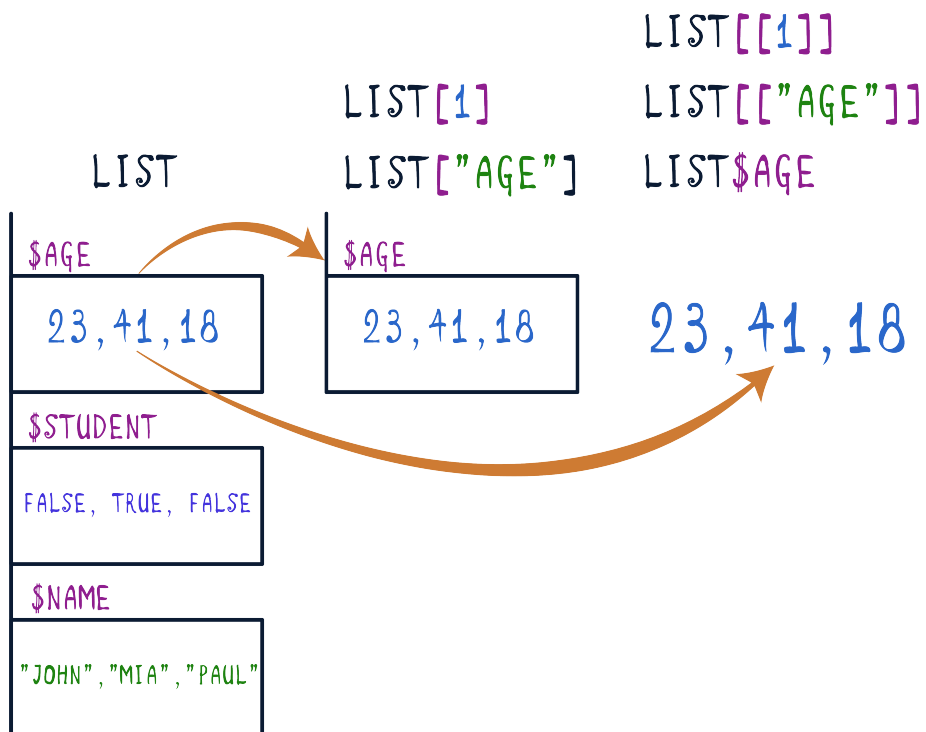 LIST[[1]]
LIST[1]
LIST[["AGE"]]
LIST
LIST["AGE"]
LIST$AGE
$AGE
$AGE
23,41,18
23,41,18
23,41,18
$STUDENT
FALSE, TRUE, FALSE
$NAME
"JOHN","MIA","PAUL"